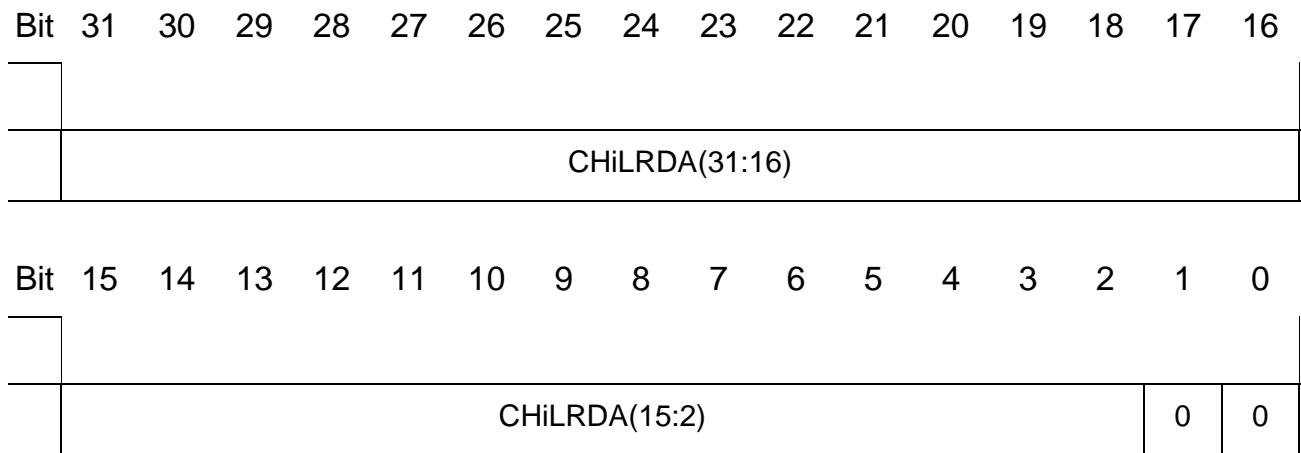 Bit 31 30 29 28 27 26 25 24 23 22 21 20 19 18 17 16
CHiLRDA(31:16)
Bit 15 14 13 12 11 10 9 8 7 6 5 4 3 2 1 0
CHiLRDA(15:2) 0 0